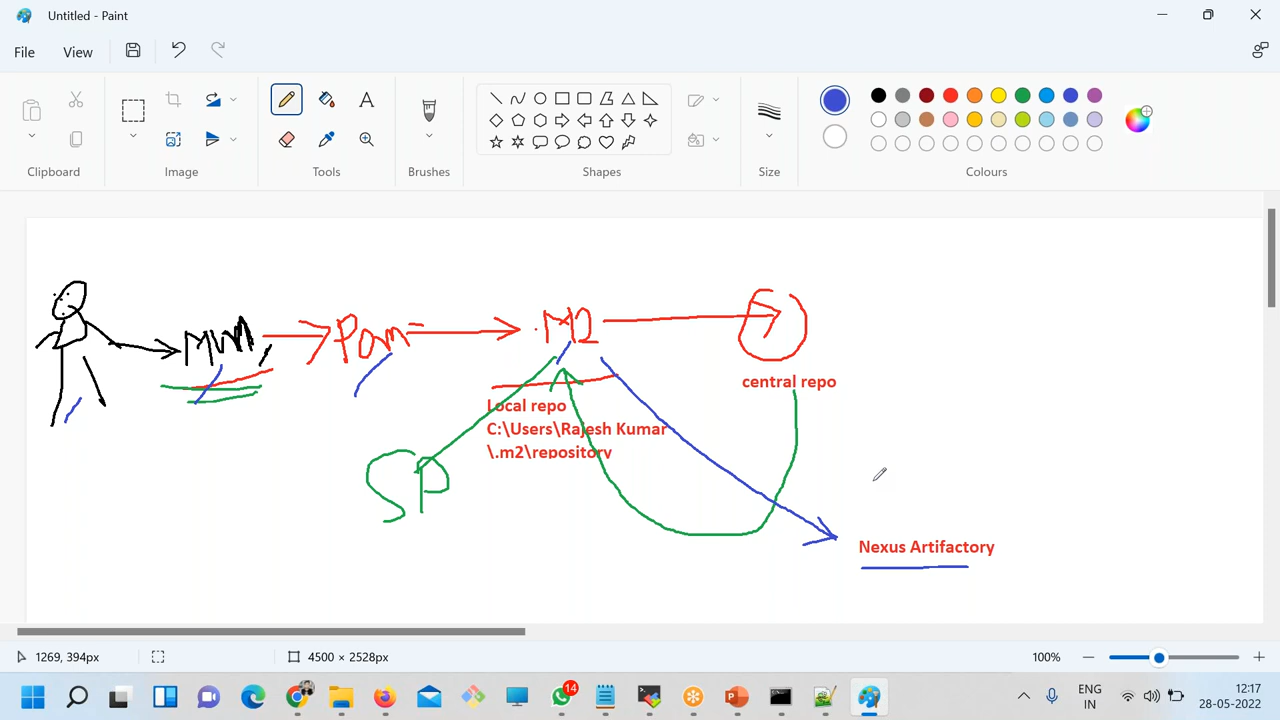 Untitled - Paint
File
View
Clipboard
Image
Tools
Brushes
Shapes
Size
Colours
MVN,
Pom
.M2
central repo
Local repo
C:\Users\Rajesh Kumar
\.m2\repository
SP
Nexus Artifactory
1269, 394px
4500 × 2528px
100%
14
ENG
IN
12:17
28-05-2022